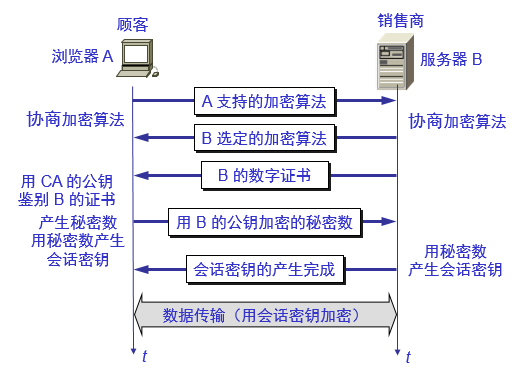 顾客
销售商
浏览器 A
服务器 B
A 支持的加密算法
协商加密算法
协商加密算法
B 选定的加密算法
B 的数字证书
用 CA 的公钥
鉴别 B 的证书
产生秘密数
用秘密数产生
会话密钥
用 B 的公钥加密的秘密数
用秘密数
产生会话密钥
会话密钥的产生完成
数据传输（用会话密钥加密）
t
t